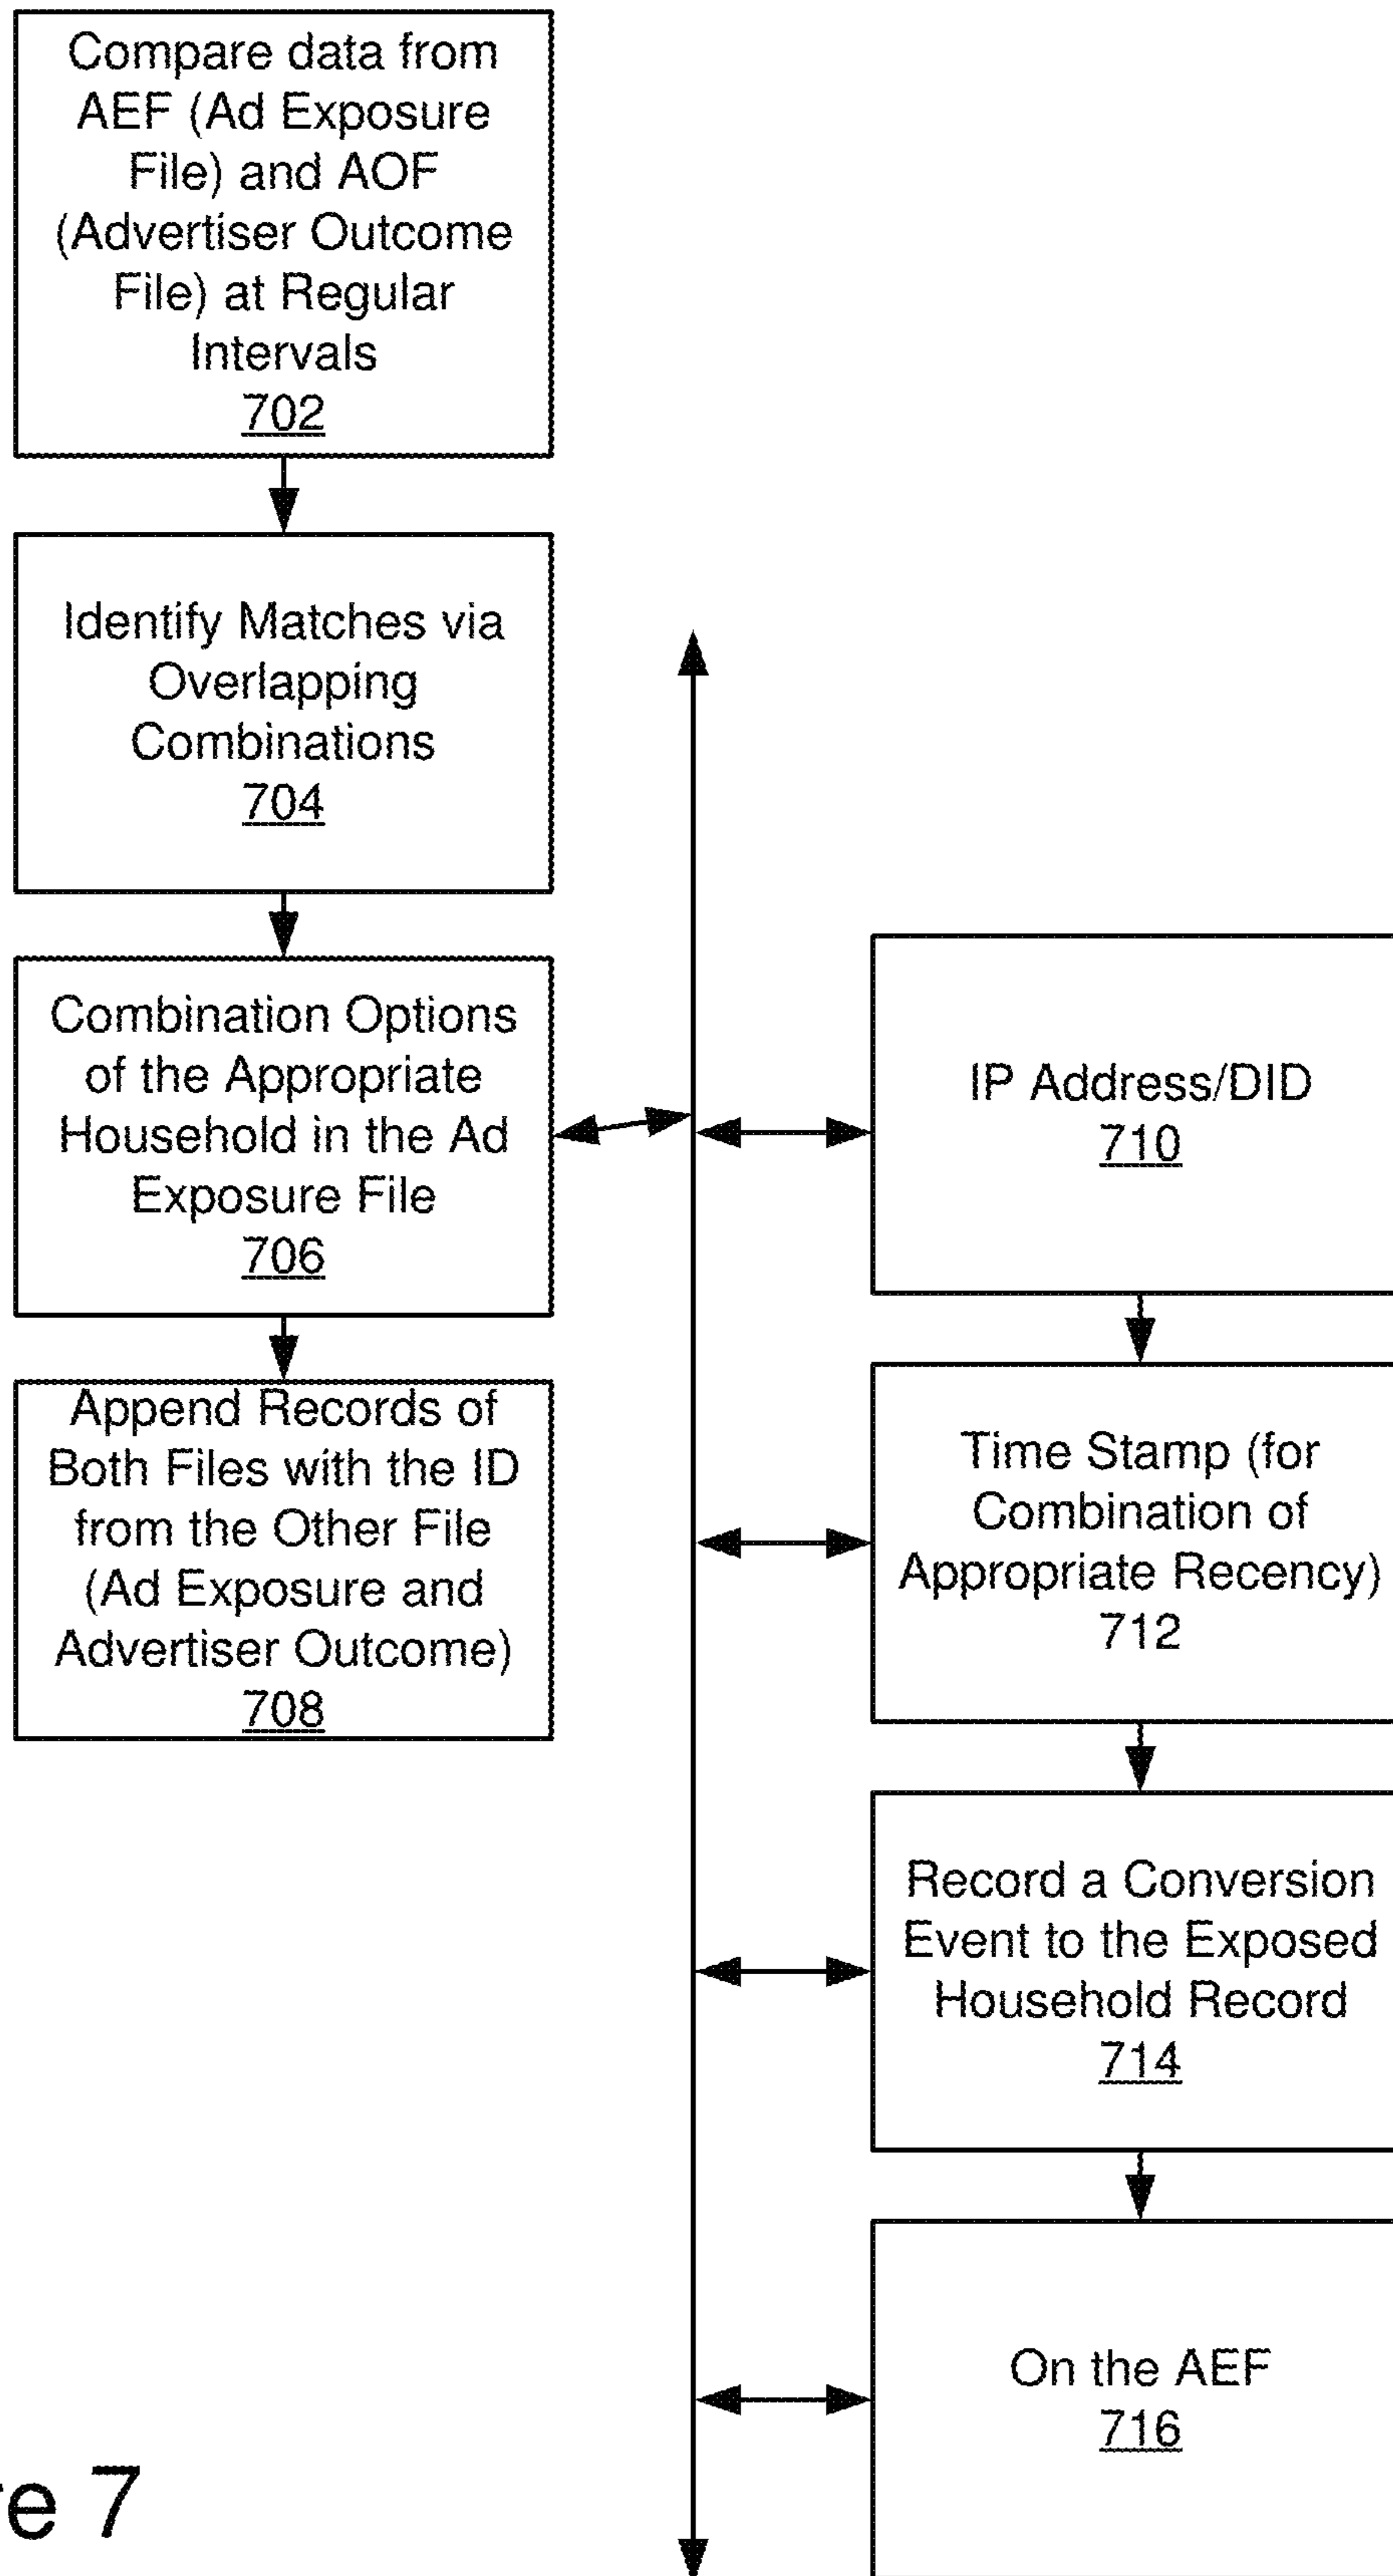 Compare data from
AEF (Ad Exposure
File) and AOF
(Advertiser Outcome
File) at Regular
Intervals
702
Identify Matches via
Overlapping
Combinations
704
Combination Options
of the Appropriate
Household in the Ad
Exposure File
706
Append Records of
Both Files with the ID
from the Other File
(Ad Exposure and
Advertiser Outcome)
708
IP Address/DID
710
Time Stamp (for
Combination of
Appropriate Recency)
712
Record a Conversion
Event to the Exposed
Household Record
714
On the AEF
716
e 7